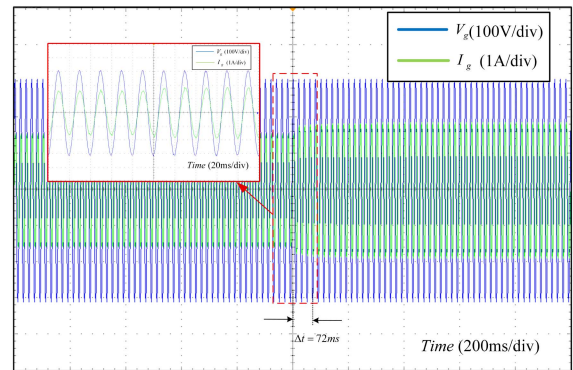 V_g (100V/div)
I_g (1A/div)
V_g (100V/div)
I_g (1A/div)
Time (20ms/div)
Δt = 72ms
Time (200ms/div)